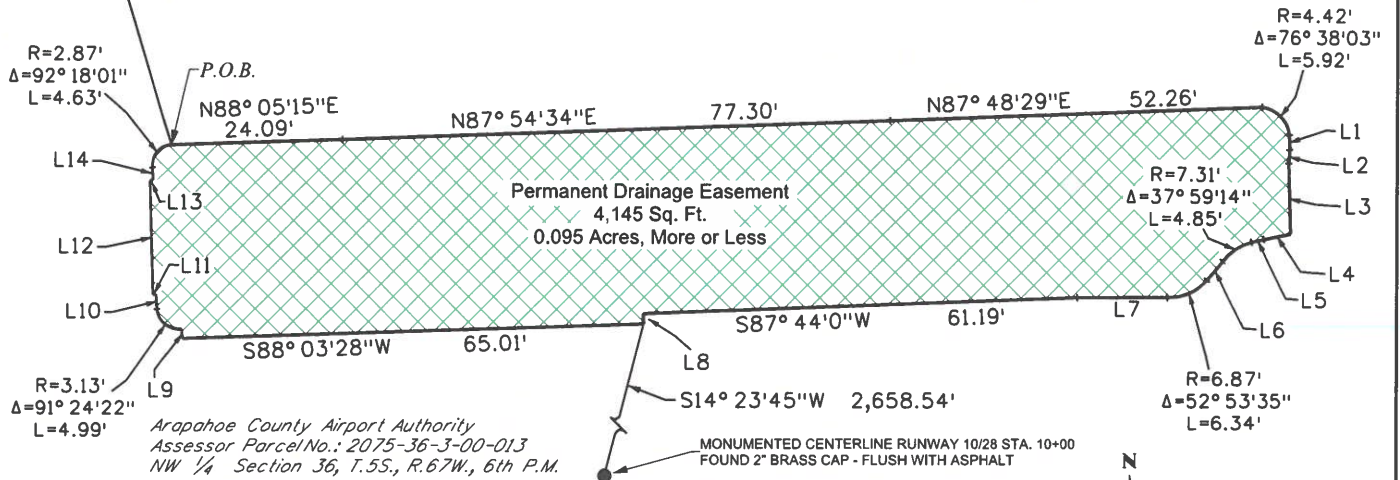 R=4.42'
Δ=76° 38'03"
L=5.92'
R=2.87'
Δ=92° 18'01"
L=4.63'
P.O.B.
N88° 05'15"E
24.09'
N87° 54'34"E 77.30'
N87° 48'29"E 52.26'
L1
L2
L14
L13
Permanent Drainage Easement
4,145 Sq. Ft.
0.095 Acres, More or Less
R=7.31'
Δ=37° 59'14"
L=4.85'
L3
L12
L11
L10
L4
L5
L6
L7
S87° 44'0"W 61.19'
S88° 03'28"W 65.01'
L8
L9
R=3.13'
Δ=91° 24'22"
L=4.99'
S14° 23'45"W 2,658.54'
R=6.87'
Δ=52° 53'35"
L=6.34'
Arapahoe County Airport Authority
Assessor Parcel No.: 2075-36-3-00-013
NW 1/4 Section 36, T.5S., R.67W., 6th P.M.
MONUMENTED CENTERLINE RUNWAY 10/28 STA. 10+00
FOUND 2" BRASS CAP - FLUSH WITH ASPHALT
N